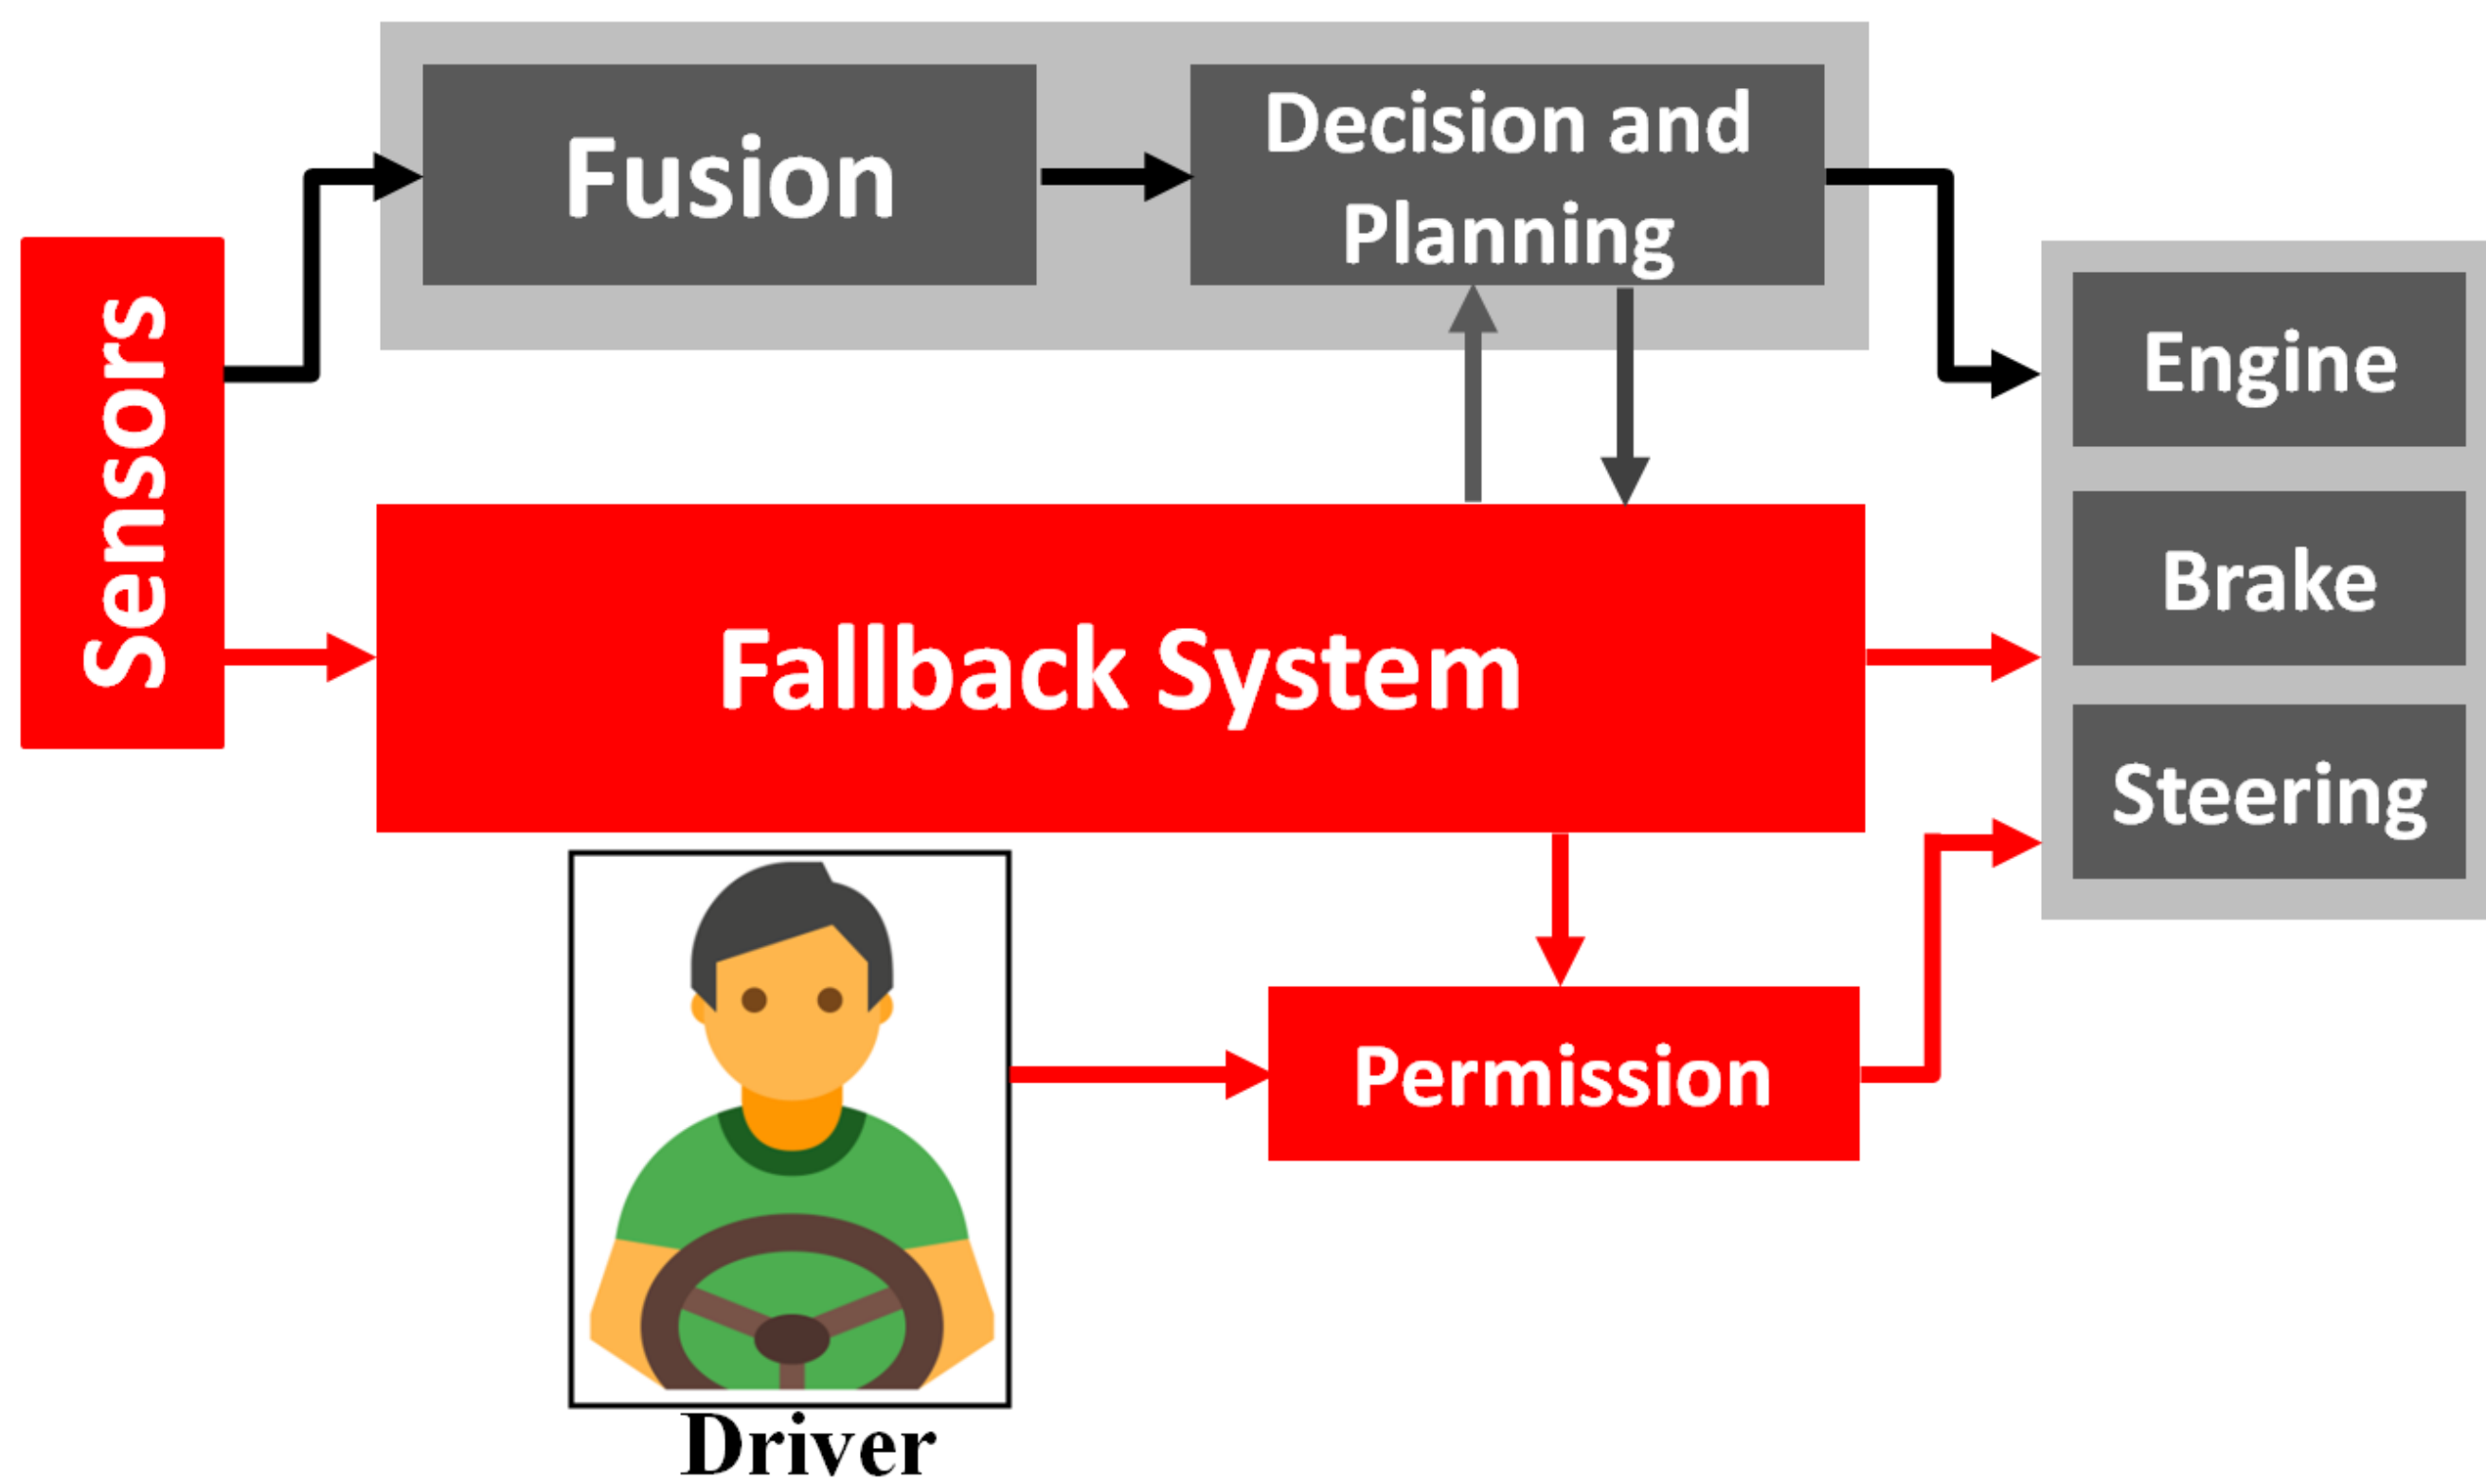 Sensors
Fusion
Decision and
Planning
Engine
Brake
Steering
Fallback System
Permission
Driver